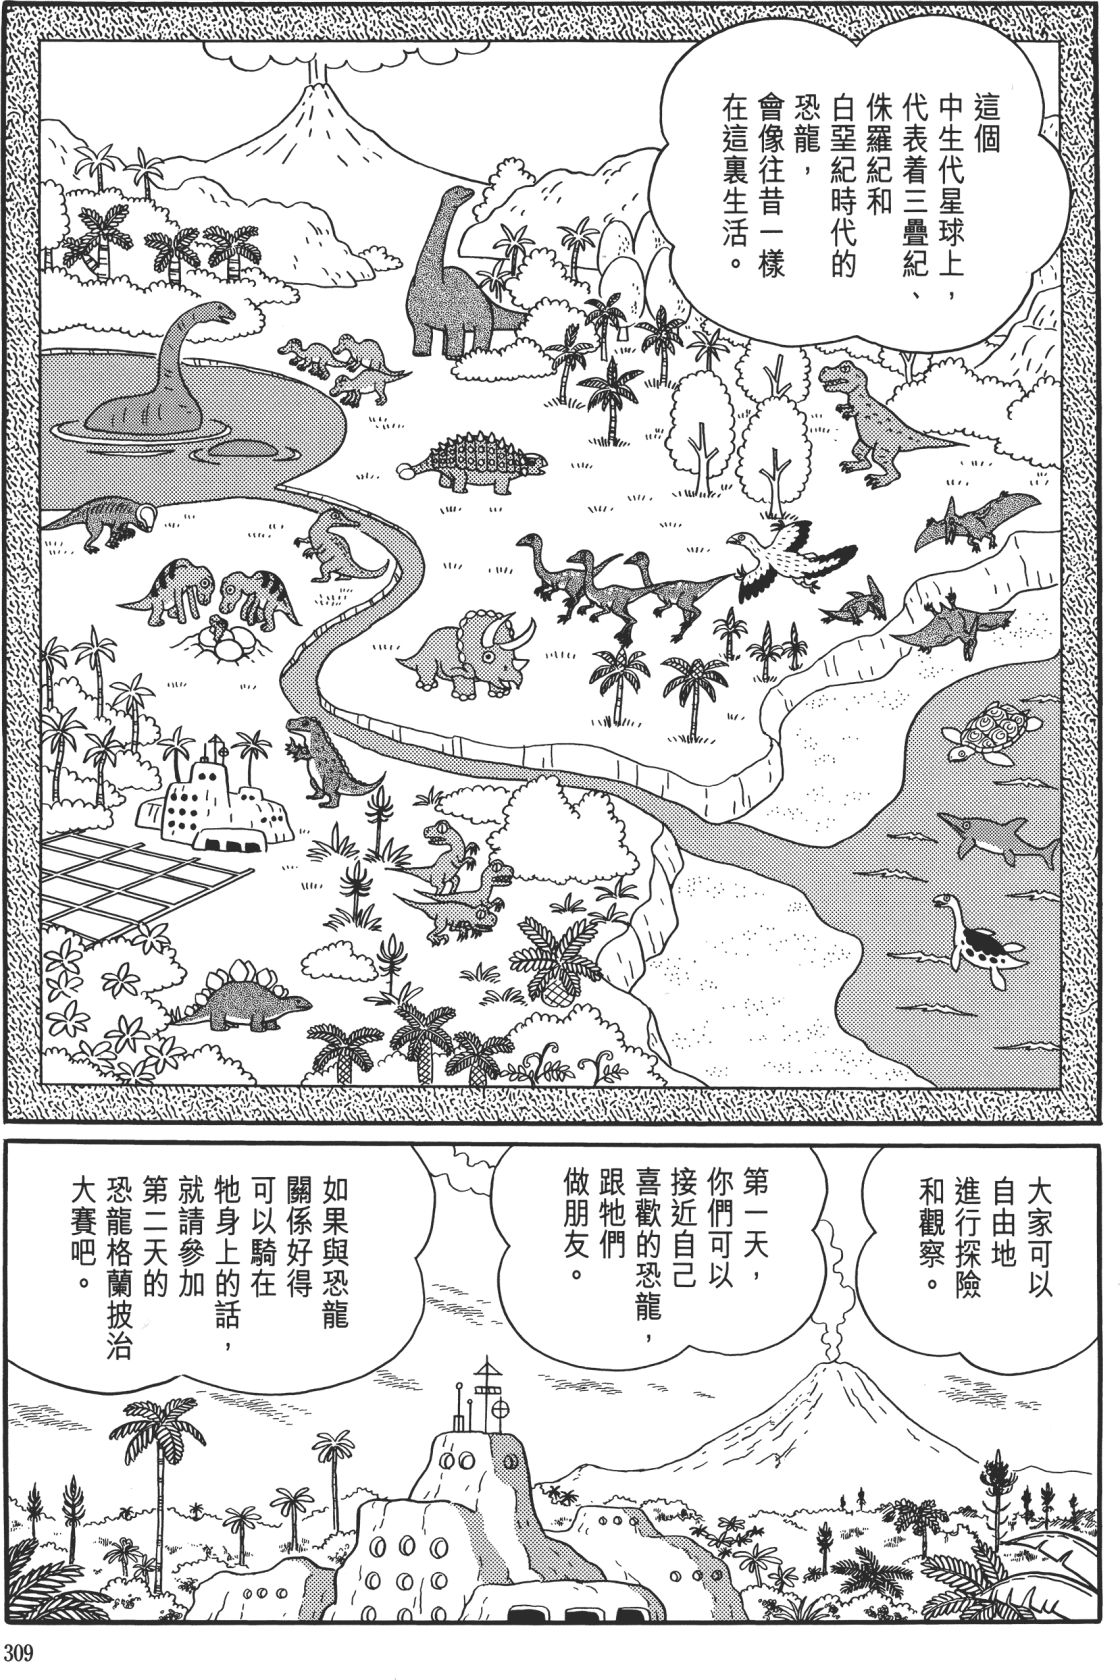 這個
中生代星球上，
代表着三疊紀、
侏羅紀和
白堊紀時代的
恐龍，
會像往昔一樣
在這裏生活。
大家可以
自由地
進行探險
和觀察。
第一天，
你們可以
接近自己
喜歡的恐龍，
跟牠們
做朋友。
如果與恐龍
關係好得
可以騎在
牠身上的話，
就請參加
第二天的
恐龍格蘭披治
大賽吧。
309